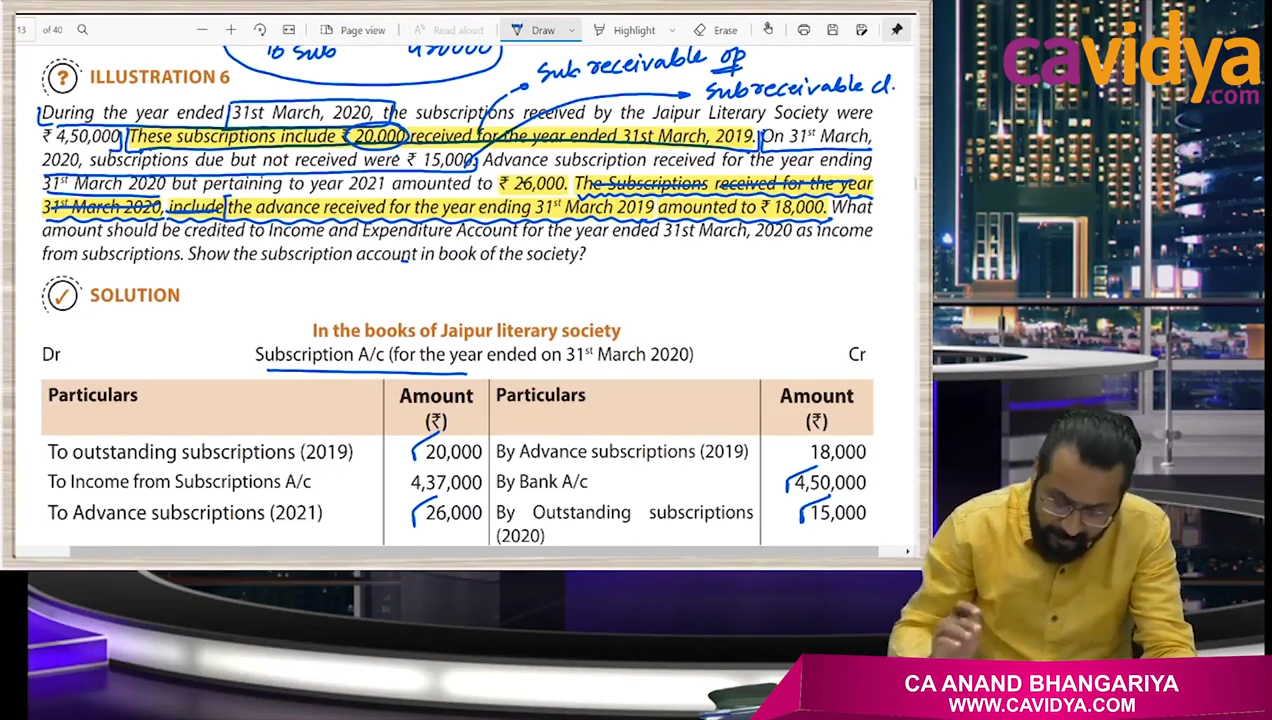 13 of 40 Read aloud Draw Highlight Erase
To sub 450000
ILLUSTRATION 6
Sub. receivable op
Sub receivable cl.
During the year ended 31st March, 2020, the subscriptions received by the Jaipur Literary Society were
₹ 4,50,000. These subscriptions include ₹ 20,000 received for the year ended 31st March, 2019. On 31st March,
2020, subscriptions due but not received were ₹ 15,000. Advance subscription received for the year ending
31st March 2020 but pertaining to year 2021 amounted to ₹ 26,000. The Subscriptions received for the year
31st March 2020, include the advance received for the year ending 31st March 2019 amounted to ₹ 18,000. What
amount should be credited to Income and Expenditure Account for the year ended 31st March, 2020 as income
from subscriptions. Show the subscription account in book of the society?
SOLUTION
In the books of Jaipur literary society
Dr Subscription A/c (for the year ended on 31st March 2020) Cr
Particulars Amount (₹) Particulars Amount (₹)
To outstanding subscriptions (2019) 20,000 By Advance subscriptions (2019) 18,000
To Income from Subscriptions A/c 4,37,000 By Bank A/c 4,50,000
To Advance subscriptions (2021) 26,000 By Outstanding subscriptions 15,000
(2020)
cavidya
.com
CA ANAND BHANGARIYA
WWW.CAVIDYA.COM